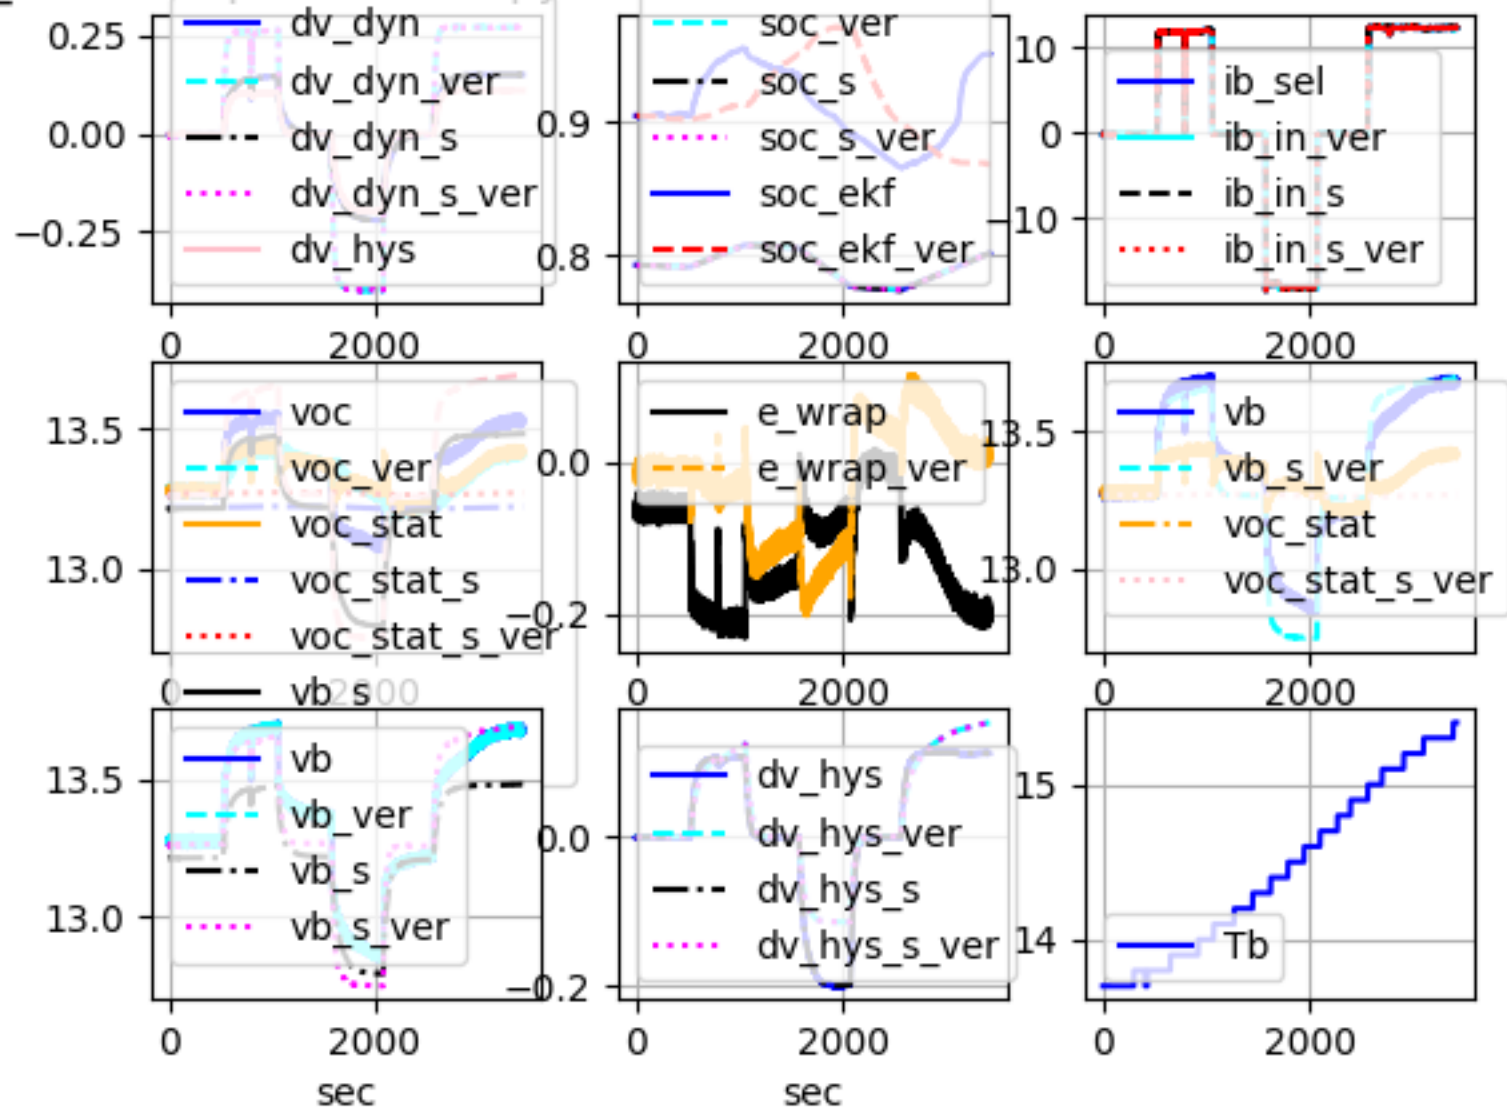 dv_dyn
dv_dyn_ver
dv_dyn_s
dv_dyn_s_ver
dv_hys
0.25
0.00
−0.25
0 2000
soc_ver
soc_s
soc_s_ver
soc_ekf
soc_ekf_ver
0.9
0.8
0 2000
ib_sel
ib_in_ver
ib_in_s
ib_in_s_ver
10
0
10
0 2000
voc
voc_ver
voc_stat
voc_stat_s
voc_stat_s_ver
vb_s
13.5
13.0
0 2000
e_wrap
e_wrap_ver
0.0
−0.2
0 2000
vb
vb_s_ver
voc_stat
voc_stat_s_ver
13.5
13.0
0 2000
vb
vb_ver
vb_s
vb_s_ver
13.5
13.0
0 2000
sec
dv_hys
dv_hys_ver
dv_hys_s
dv_hys_s_ver
0.0
−0.2
0 2000
sec
Tb
15
14
0 2000